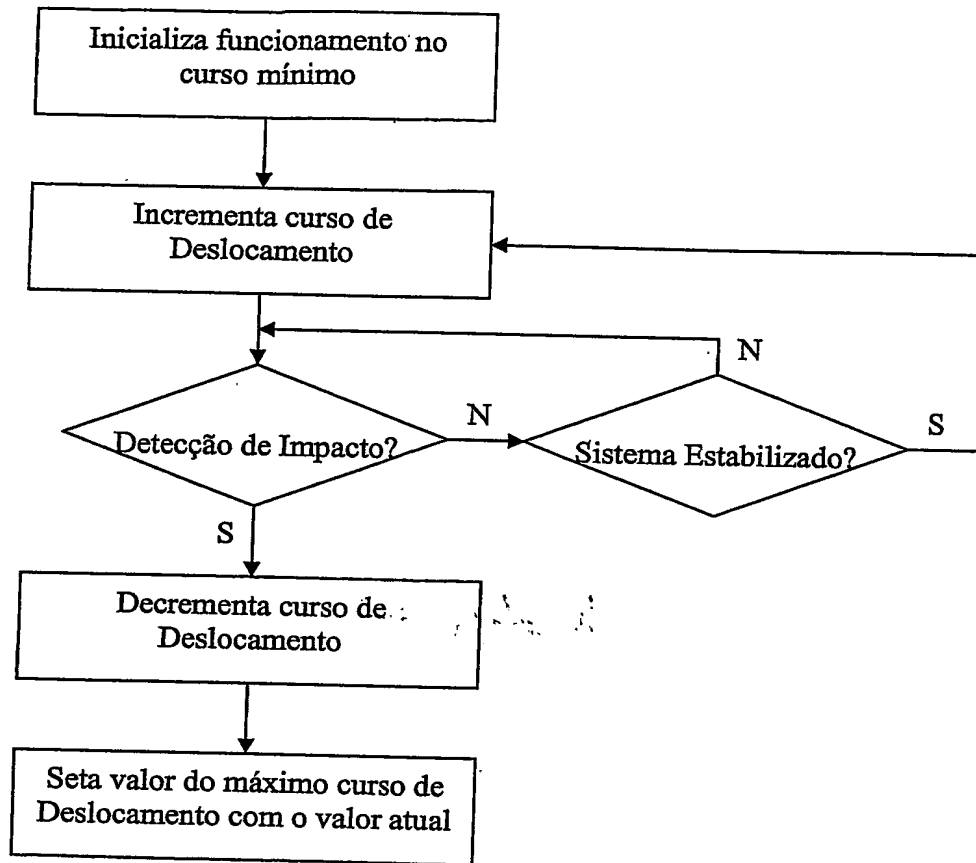 Inicializa funcionamento no
curso mínimo
Incrementa curso de
Deslocamento
N
Detecção de Impacto?
N
Sistema Estabilizado?
S
S
Decrementa curso de
Deslocamento
Seta valor do máximo curso de
Deslocamento com o valor atual